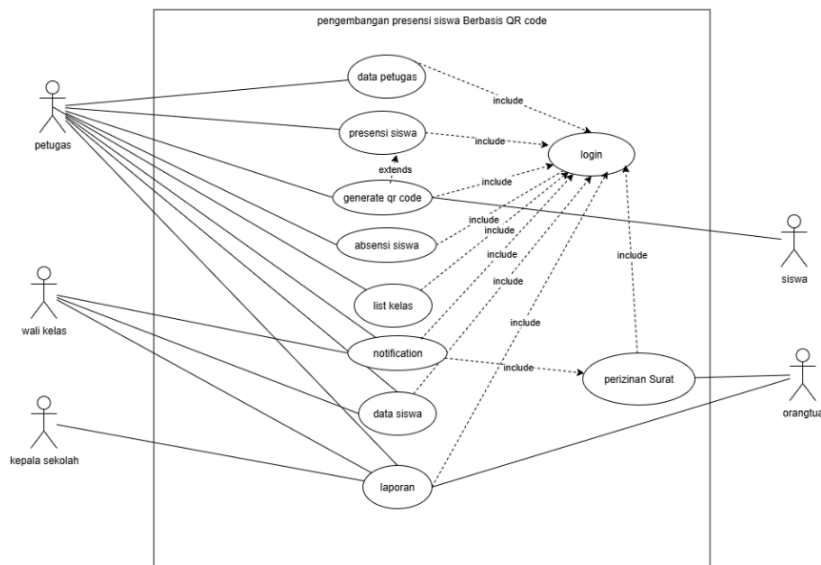 pengembangan presensi siswa Berbasis QR code
data petugas
include
petugas
presensi siswa
include
login
extends
generate qr code
include
absensi siswa
include
include
siswa
include
include
wali kelas
list kelas
include
include
notification
include
perizinan Surat
orangtua
data siswa
kepala sekolah
laporan